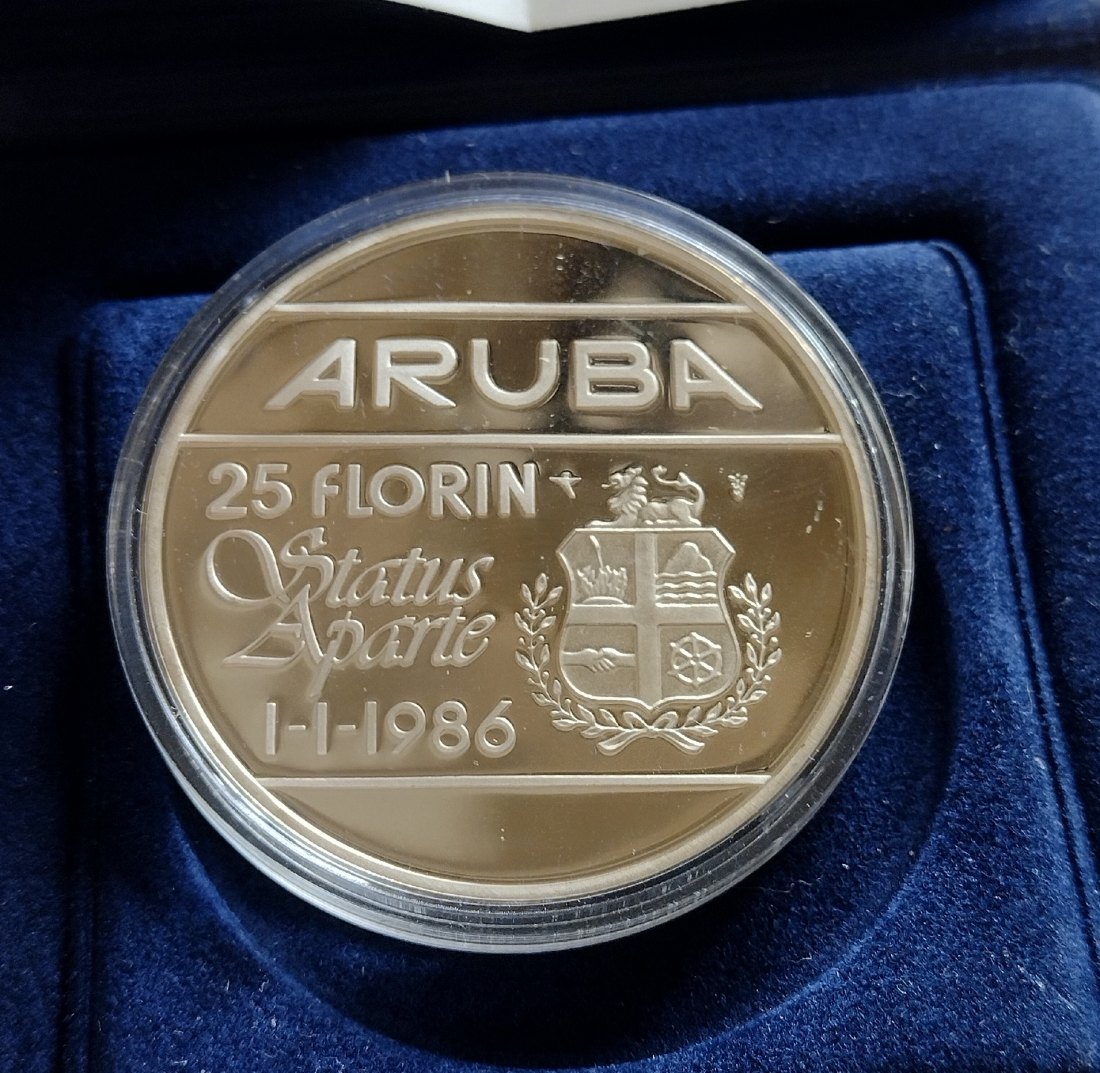 ARUBA
25 FLORIN
Status
Aparte
1-1-1986